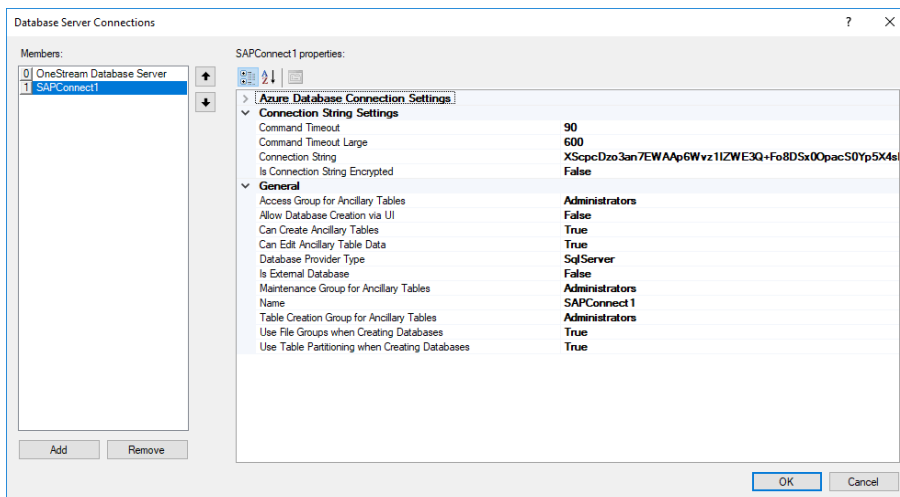 Database Server Connections
? ×
Members:
0 OneStream Database Server
1 SAPConnect1
SAPConnect1 properties:
Azure Database Connection Settings
Connection String Settings
Command Timeout 90
Command Timeout Large 600
Connection String XScpcDzo3an7EWAAp6Wvz1IZWE3Q+Fo8DSx0OpacS0Yp5X4sl
Is Connection String Encrypted False
General
Access Group for Ancillary Tables Administrators
Allow Database Creation via UI False
Can Create Ancillary Tables True
Can Edit Ancillary Table Data True
Database Provider Type SqlServer
Is External Database False
Maintenance Group for Ancillary Tables Administrators
Name SAPConnect1
Table Creation Group for Ancillary Tables Administrators
Use File Groups when Creating Databases True
Use Table Partitioning when Creating Databases True
Add Remove
OK Cancel